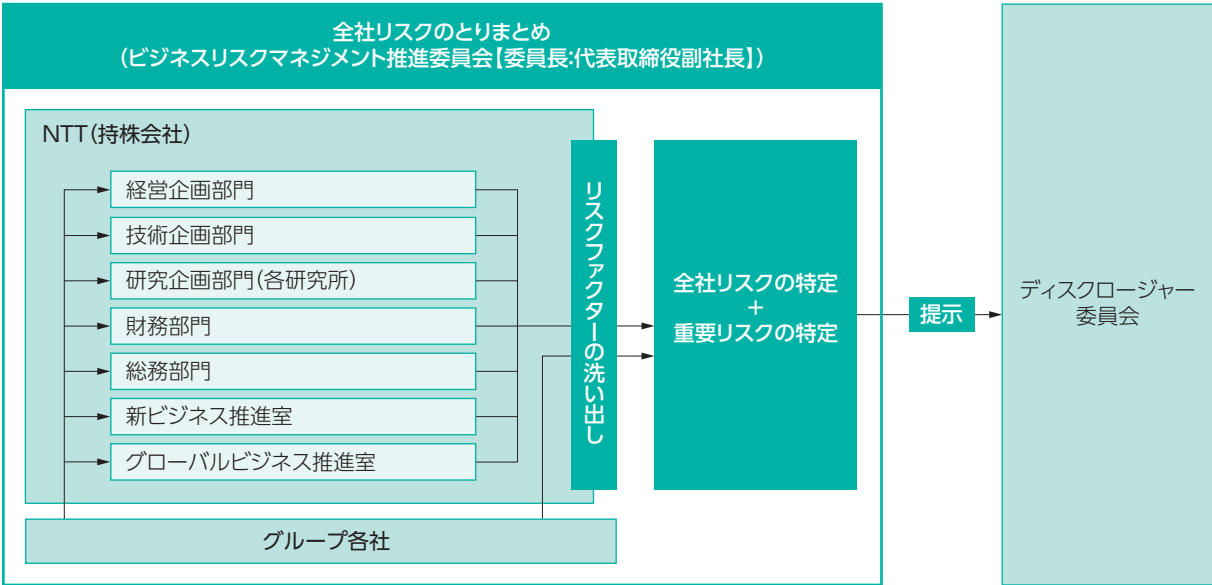 全社リスクのとりまとめ
(ビジネスリスクマネジメント推進委員会【委員長:代表取締役副社長】)
NTT(持株会社)
経営企画部門
技術企画部門
研究企画部門(各研究所)
財務部門
総務部門
新ビジネス推進室
グローバルビジネス推進室
グループ各社
リスクファクターの洗い出し
全社リスクの特定
+
重要リスクの特定
提示
ディスクロージャー
委員会